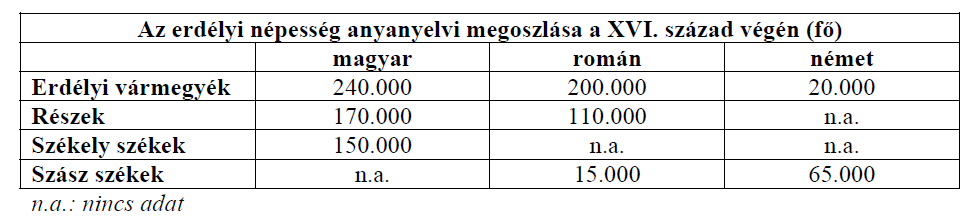 Az erdélyi népesség anyanyelvi megoszlása a XVI. század végén (fő)
magyar román német
Erdélyi vármegyék 240.000 200.000 20.000
Részek 170.000 110.000 n.a.
Székely székek 150.000 n.a. n.a.
Szász székek n.a. 15.000 65.000
n.a.: nincs adat